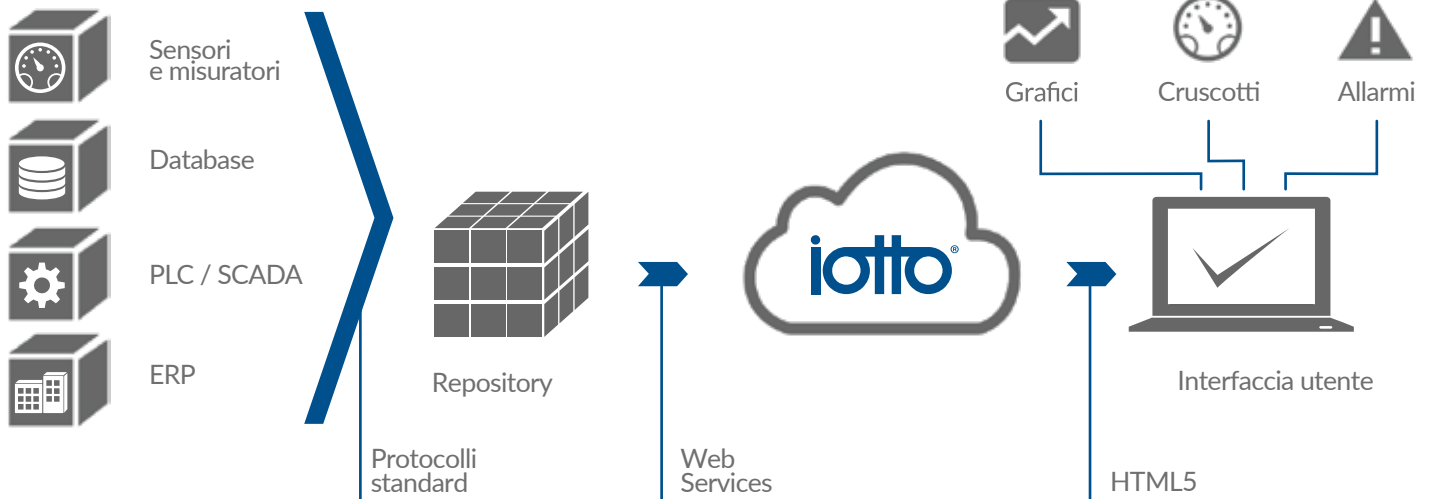 Sensori
e misuratori
Database
PLC / SCADA
ERP
Protocolli
standard
Repository
Web
Services
iotto®
HTML5
Grafici
Cruscotti
Allarmi
Interfaccia utente